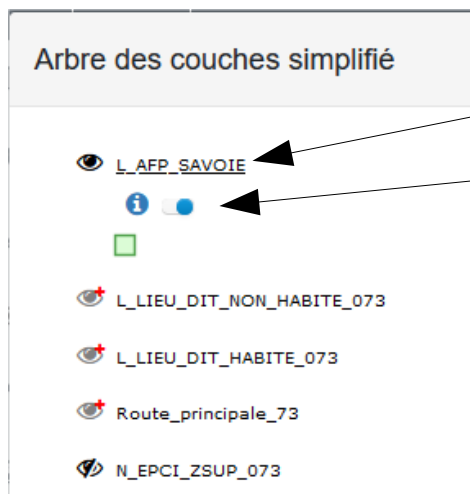 Arbre des couches simplifié
L_AFP_SAVOIE
L_LIEU_DIT_NON_HABITE_073
L_LIEU_DIT_HABITE_073
Route_principale_73
N_EPCI_ZSUP_073